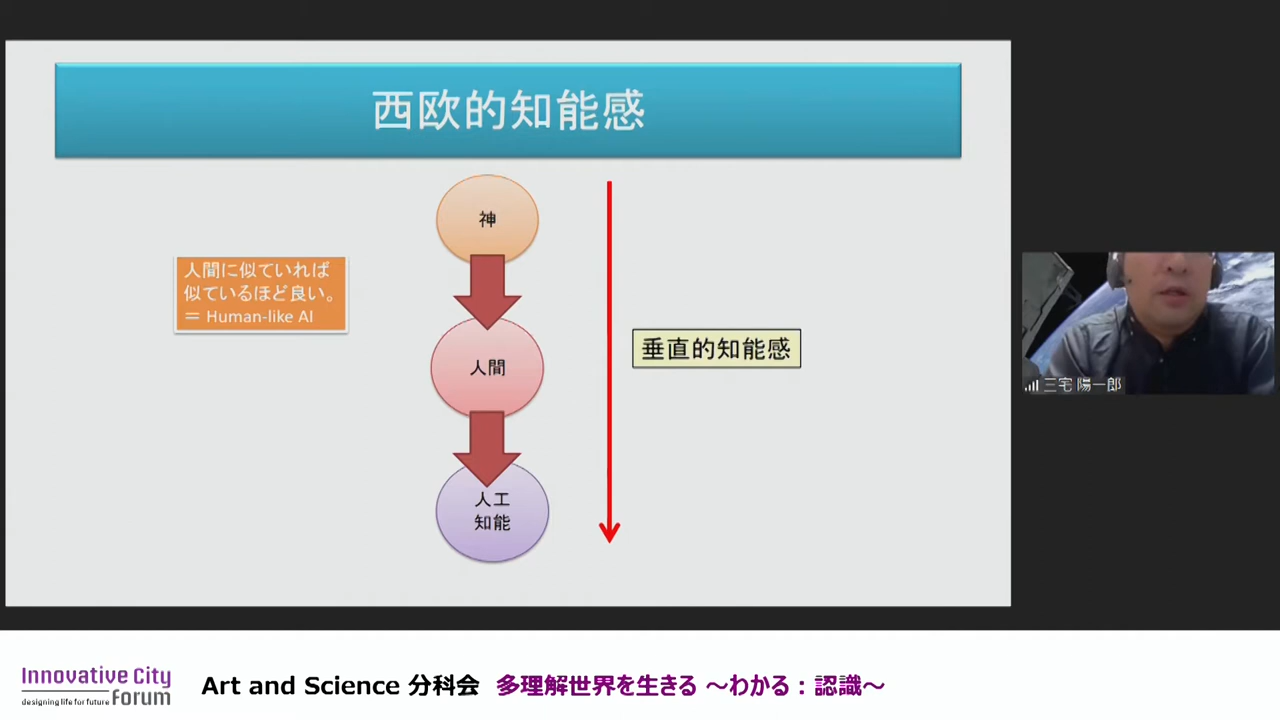 西欧的知能感
神
人間に似ていれば
似ているほど良い。
＝ Human-like AI
垂直的知能感
人間
三宅 陽一郎
人工
知能
Innovative City
designing life for future Forum
Art and Science 分科会 多理解世界を生きる ～わかる：認識～